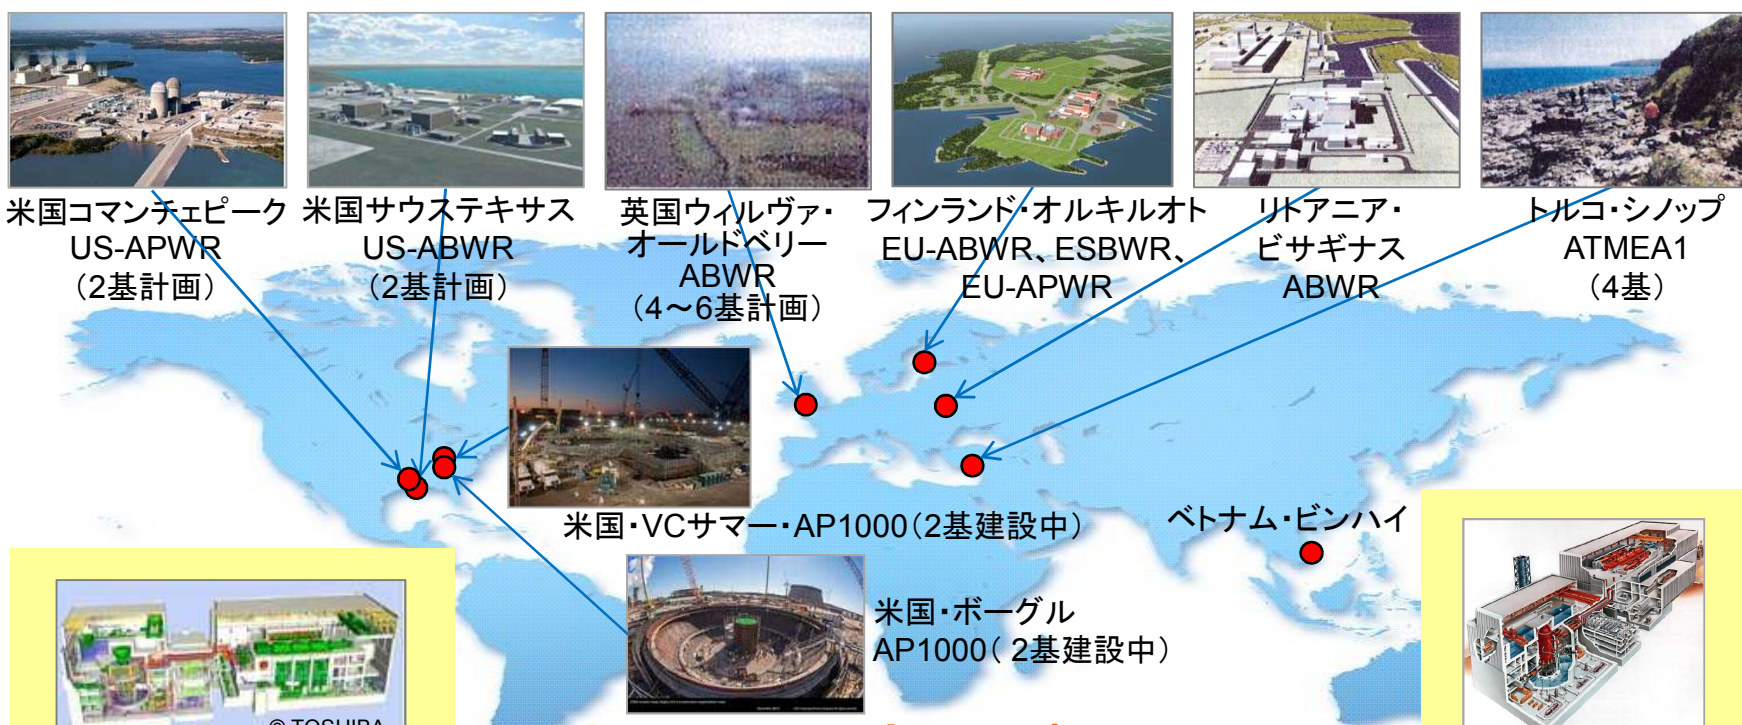 米国コマンチェピーク
US-APWR
（2基計画）
米国サウステキサス
US-ABWR
（2基計画）
英国ウィルヴァ・
オールドベリー
ABWR
（4～6基計画）
フィンランド・オルキルオト
EU-ABWR、ESBWR、
EU-APWR
リトアニア・
ビサギナス
ABWR
トルコ・シノップ
ATMEA1
（4基）
米国・VCサマー・AP1000（2基建設中）
ベトナム・ビンハイ
米国・ボーグル
AP1000（ 2基建設中）
© TOSHIBA